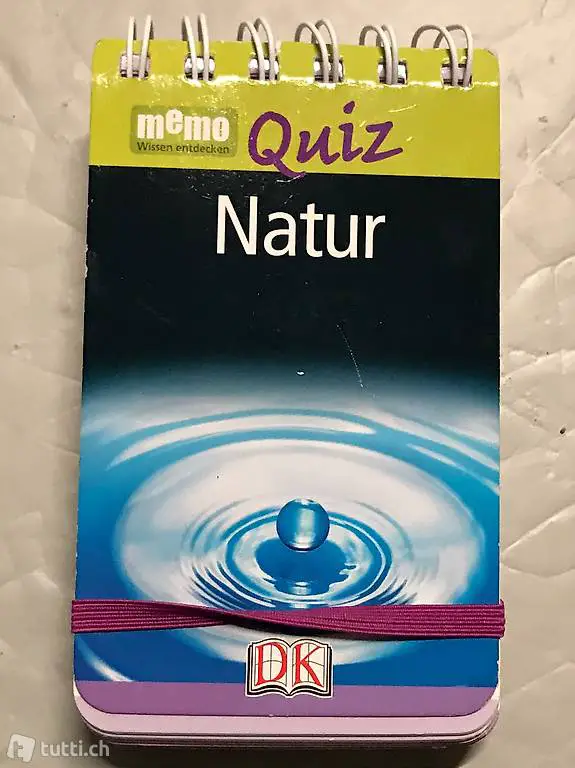 memo
Wissen entdecken
Quiz
Natur
DK
tutti.ch